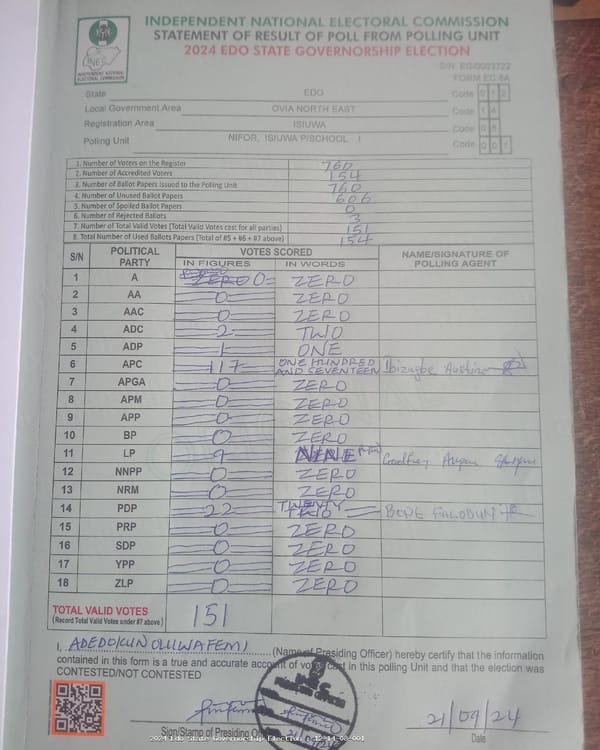 INDEPENDENT NATIONAL ELECTORAL COMMISSION
STATEMENT OF RESULT OF POLL FROM POLLING UNIT
2024 EDO STATE GOVERNORSHIP ELECTION
INEC
INDEPENDENT NATIONAL ELECTORAL COMMISSION
S/N: EG/0003722
FORM EC 8A
State EDO Code 0 1 2
Local Government Area OVIA NORTH EAST Code 1 4
Registration Area ISIUWA Code 0 8
Polling Unit NIFOR, ISIUWA P/SCHOOL I Code 0 0 1
1. Number of Voters on the Register 760
2. Number of Accredited Voters 154
3. Number of Ballot Papers Issued to the Polling Unit 760
4. Number of Unused Ballot Papers 606
5. Number of Spoiled Ballot Papers 0
6. Number of Rejected Ballots 3
7. Number of Total Valid Votes (Total Valid Votes cast for all parties) 151
8. Total Number of Used Ballots Papers (Total of #5 + #6 + #7 above) 154
S/N POLITICAL PARTY VOTES SCORED NAME/SIGNATURE OF POLLING AGENT
IN FIGURES IN WORDS
1 A ZERO 0 ZERO
2 AA 0 ZERO
3 AAC 0 ZERO
4 ADC 2 TWO
5 ADP 1 ONE
6 APC 117 ONE HUNDRED AND SEVENTEEN
7 APGA 0 ZERO
8 APM 0 ZERO
9 APP 0 ZERO
10 BP 0 ZERO
11 LP 9 NINE
12 NNPP 0 ZERO
13 NRM 0 ZERO
14 PDP 22 TWENTY TWO
15 PRP 0 ZERO
16 SDP 0 ZERO
17 YPP 0 ZERO
18 ZLP 0 ZERO
TOTAL VALID VOTES 151
(Record Total Valid Votes under #7 above)
I, ADEDOKUN OLUWAFEMI (Name of Presiding Officer) hereby certify that the information
contained in this form is a true and accurate account of votes cast in this polling Unit and that the election was
CONTESTED/NOT CONTESTED
21/09/24
Sign/Stamp of Presiding Officer Date
2024 Edo State Governorship Election - 12-14-08-001